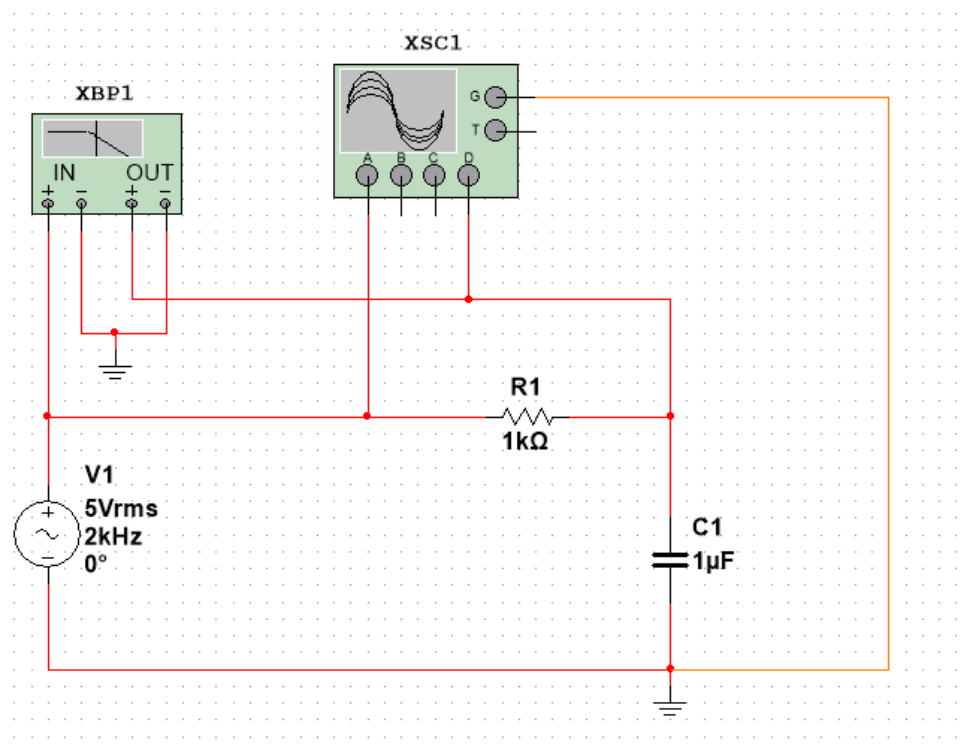 XSC1
XBP1
G
T
A B C D
IN OUT
+ − + −
R1
1kΩ
V1
5Vrms
2kHz
0°
+
−
C1
1µF